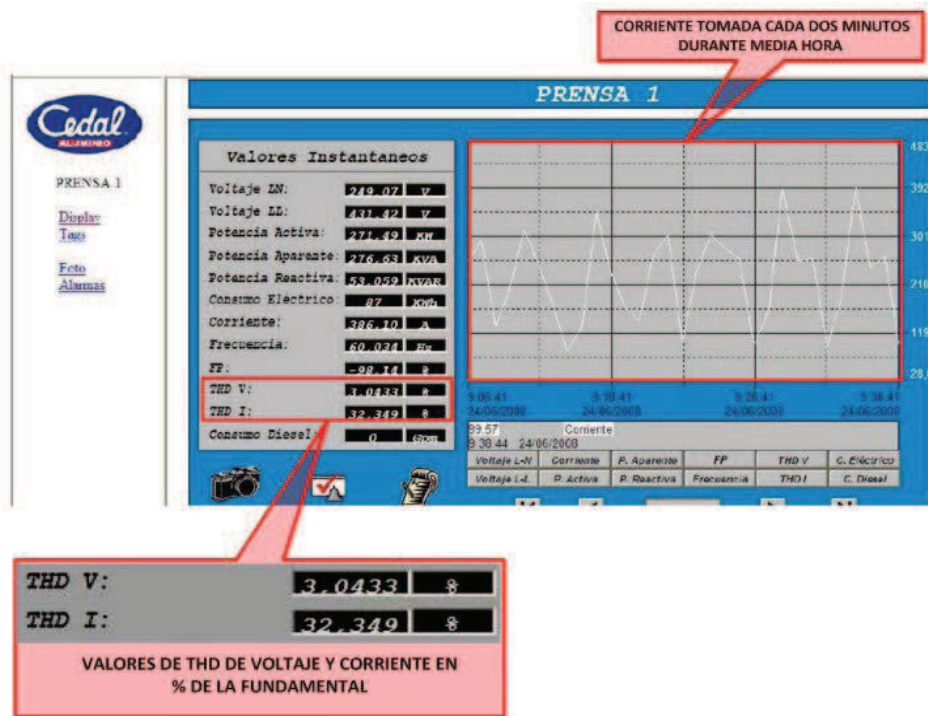 CORRIENTE TOMADA CADA DOS MINUTOS
DURANTE MEDIA HORA
PRENSA 1
Cedal
ALUMINIO
PRENSA 1
Display
Tags
Foto
Alarmas
Valores Instantaneos
Voltaje LN: 249.07 V
Voltaje LL: 431.42 V
Potencia Activa: 271.49 KW
Potencia Aparente: 276.63 KVA
Potencia Reactiva: 53.059 KVAR
Consumo Eléctrico: 87 KWh
Corriente: 386.10 A
Frecuencia: 60.034 Hz
FP: -98.14 %
THD V: 3.0433 %
THD I: 32.349 %
Consumo Diesel: 0 Gpm
483
392
301
210
119
28,
9:08:41 9:18:41 9:28:41 9:38:41
24/06/2008 24/06/2008 24/06/2008 24/06/2008
99.57 Corriente
9:38:44 24/06/2008
Voltaje L-N Corriente P. Aparente FP THD V C. Eléctrico
Voltaje L-L P. Activa P. Reactiva Frecuencia THD I C. Diesel
THD V: 3.0433 %
THD I: 32.349 %
VALORES DE THD DE VOLTAJE Y CORRIENTE EN
% DE LA FUNDAMENTAL